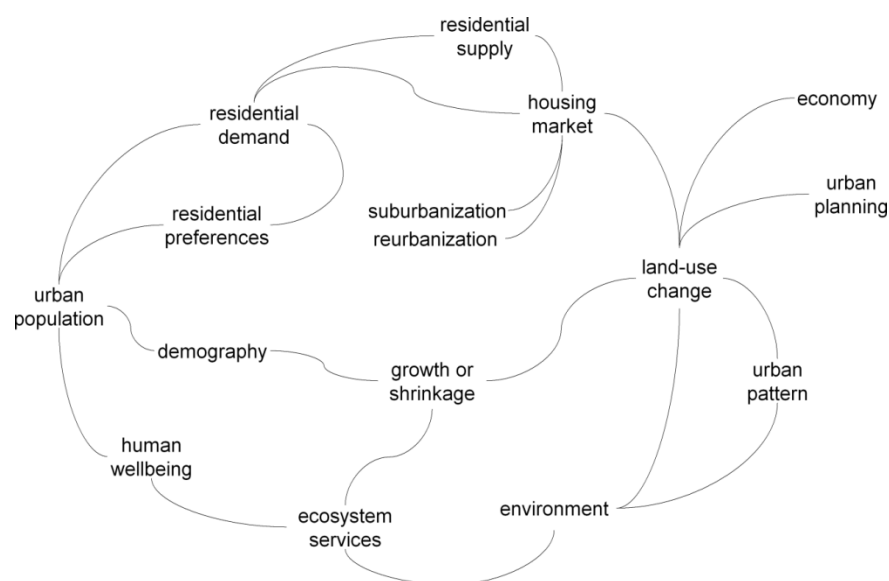 residential
supply
residential
demand
housing
market
economy
urban
planning
residential
preferences
suburbanization
reurbanization
urban
population
land-use
change
demography
growth or
shrinkage
urban
pattern
human
wellbeing
ecosystem
services
environment